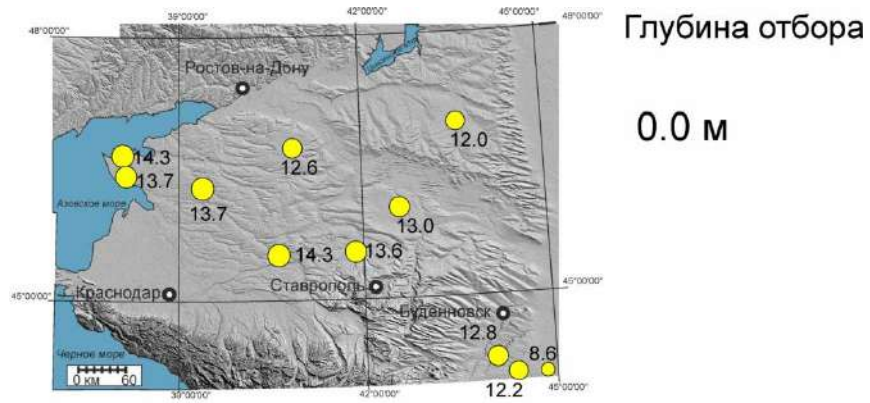 39°00'00" 42°00'00" 45°00'00"
48°00'00" 48°00'00"
Глубина отбора
Ростов-на-Дону
0.0 м
12.0
14.3
12.6
13.7
13.7
Азовское море
13.0
14.3 13.6
Ставрополь
45°00'00" Краснодар 45°00'00"
Буденновск
12.8
Черное море 8.6
0 км 60
12.2
39°00'00" 42°00'00" 45°00'00"